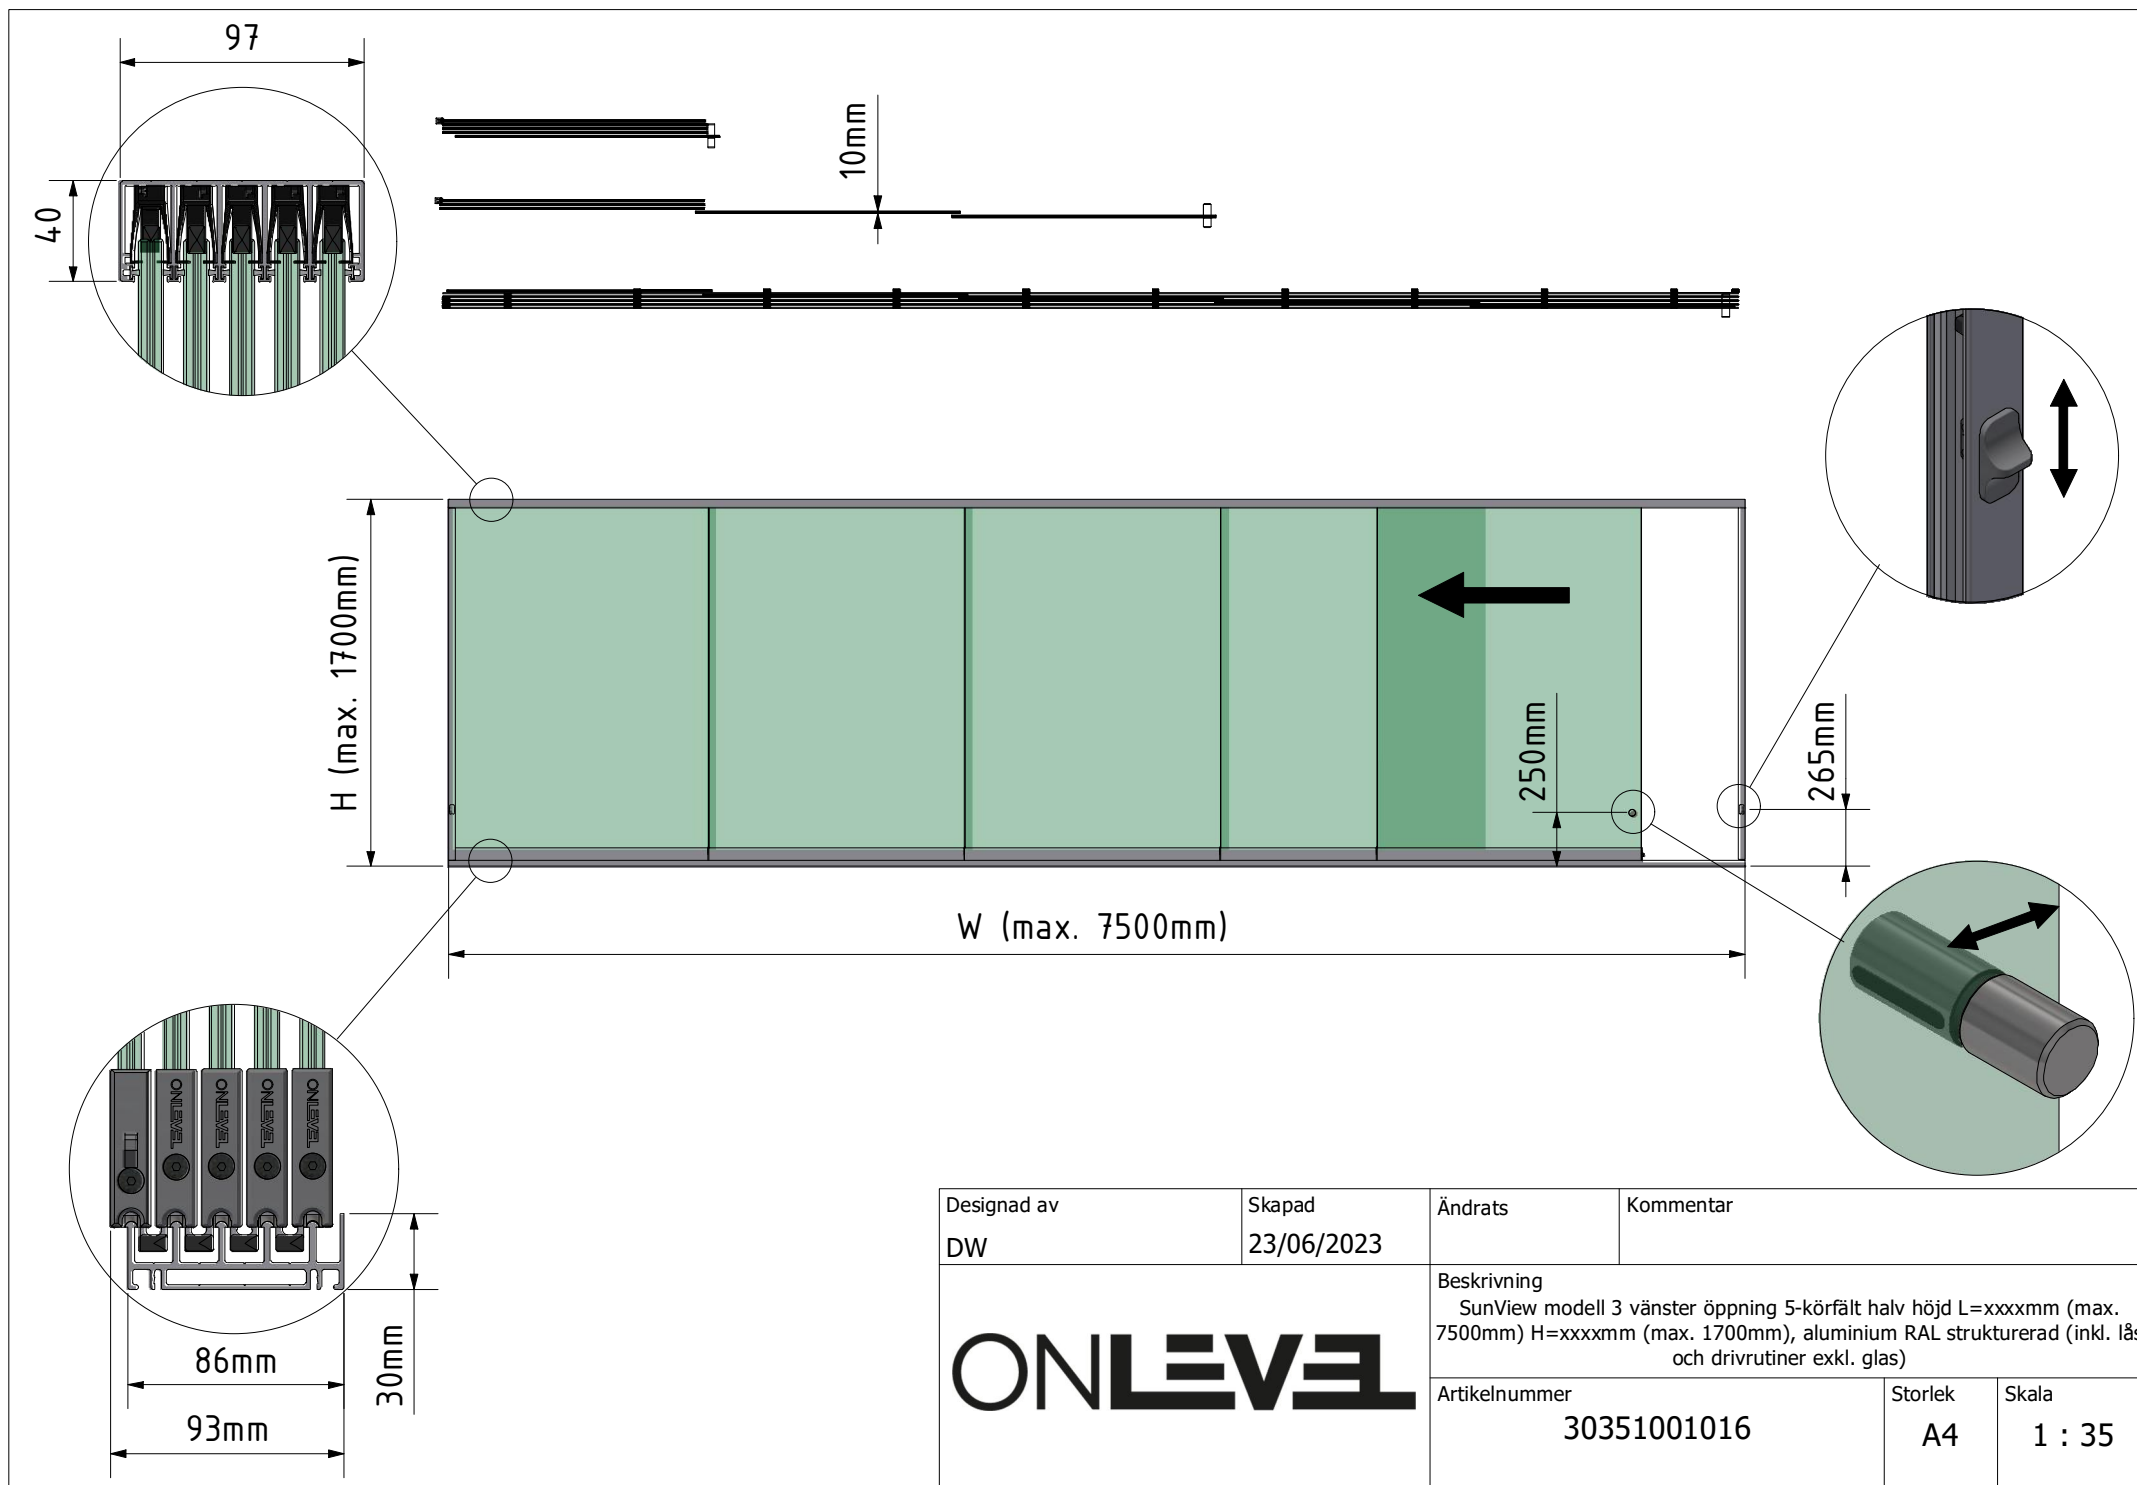 97
40
10mm
H (max. 1700mm)
250mm
265mm
W (max. 7500mm)
ONLEVEL
ONLEVEL
ONLEVEL
ONLEVEL
30mm
86mm
93mm
Designad av
DW
Skapad
23/06/2023
Ändrats
Kommentar
ONLEVEL
Beskrivning
SunView modell 3 vänster öppning 5-körfält halv höjd L=xxxxmm (max.
7500mm) H=xxxxmm (max. 1700mm), aluminium RAL strukturerad (inkl. lås
och drivrutiner exkl. glas)
Artikelnummer
30351001016
Storlek
A4
Skala
1 : 35